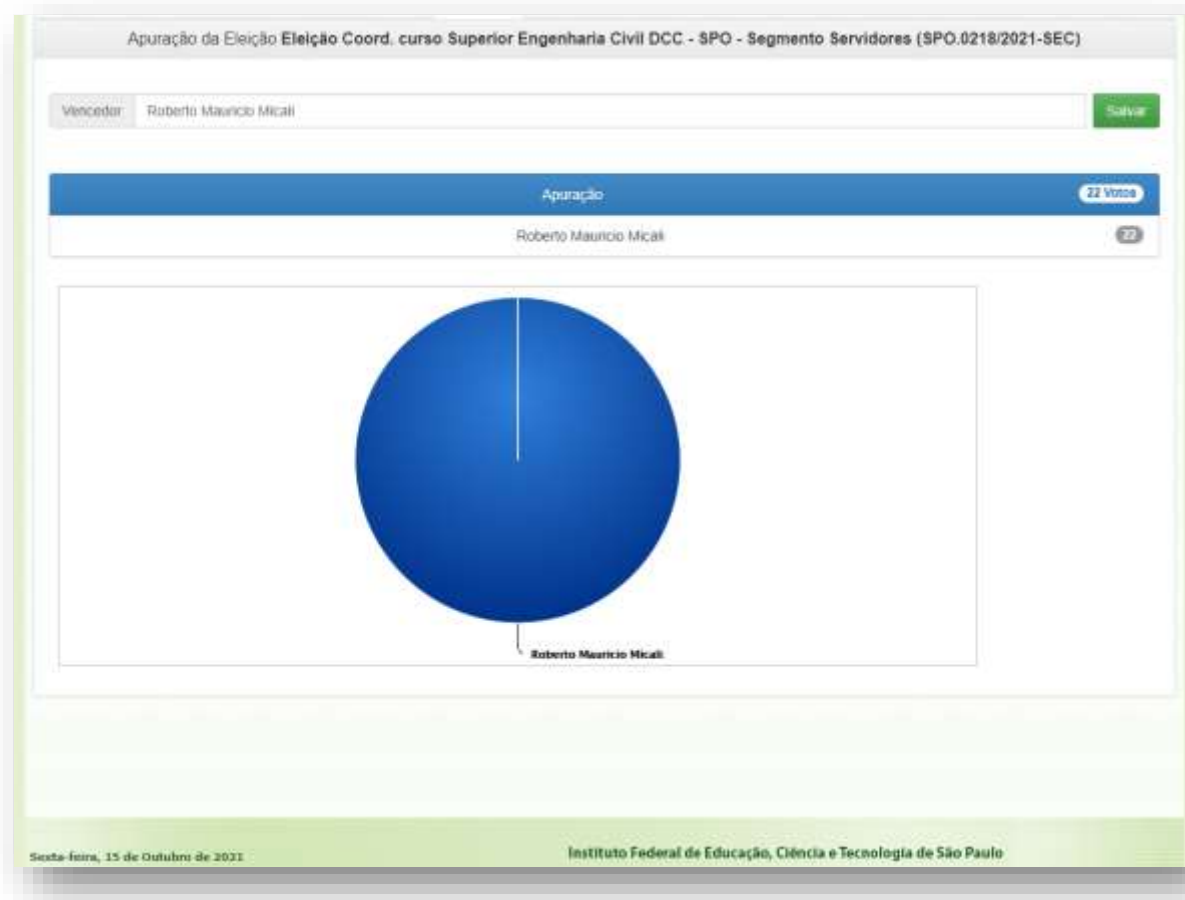 Apuração da Eleição Eleição Coord. curso Superior Engenharia Civil DCC - SPO - Segmento Servidores (SPO.0218/2021-SEC)
Vencedor Roberto Mauricio Micali Salvar
Apuração 22 Votos
Roberto Mauricio Micali 22
Roberto Mauricio Micali
Sexta-feira, 15 de Outubro de 2021 Instituto Federal de Educação, Ciência e Tecnologia de São Paulo